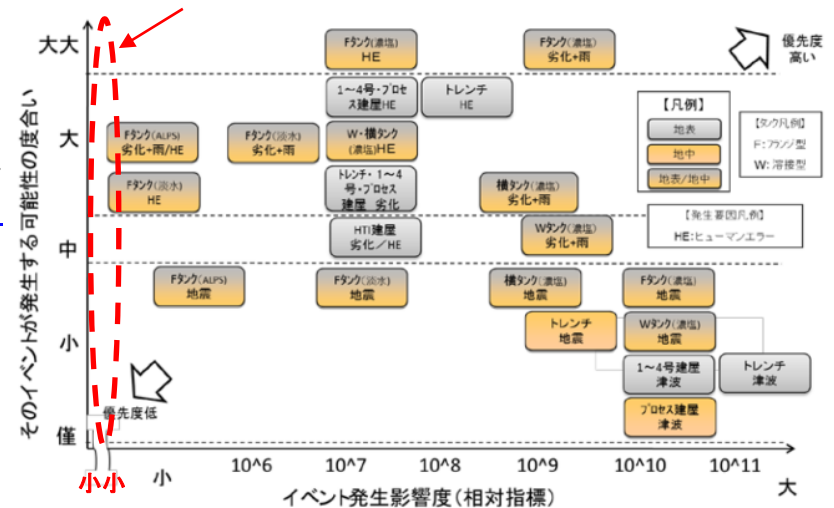 大大
Fタンク(濃塩)
HE
Fタンク(濃塩)
劣化+雨
優先度
高い
1～4号・プロセ
ス建屋HE
トレンチ
HE
【凡例】
地表
地中
地表/地中
【タンク凡例】
F:フランジ型
W:溶接型
大
Fタンク(ALPS)
劣化+雨/HE
Fタンク(淡水)
劣化+雨
W・横タンク
(濃塩)HE
Fタンク(淡水)
HE
トレンチ・1～4
号・プロセス
建屋 劣化
横タンク(濃塩)
劣化+雨
【発生要因凡例】
HE:ヒューマンエラー
中
HTI建屋
劣化／HE
Wタンク(濃塩)
劣化+雨
そのイベントが発生する可能性の度合い
Fタンク(ALPS)
地震
Fタンク(淡水)
地震
横タンク(濃塩)
地震
Fタンク(濃塩)
地震
小
トレンチ
地震
Wタンク(濃塩)
地震
1～4号建屋
津波
トレンチ
津波
優先度低
プロセス建屋
津波
僅
小小
小
10^6
10^7
10^8
10^9
10^10
10^11
大
イベント発生影響度(相対指標)